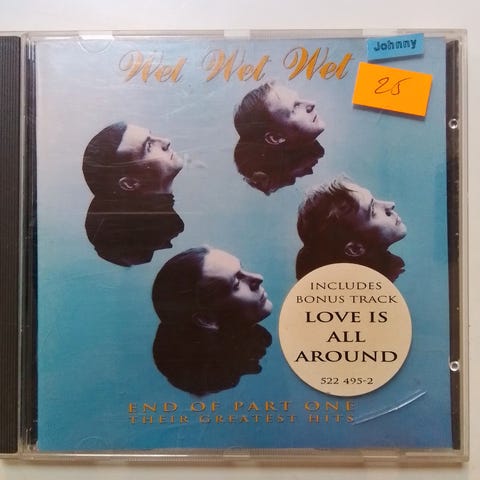 Wet Wet Wet
Johnny
25
INCLUDES
BONUS TRACK
LOVE IS
ALL
AROUND
522 495-2
END OF PART ONE
THEIR GREATEST HITS